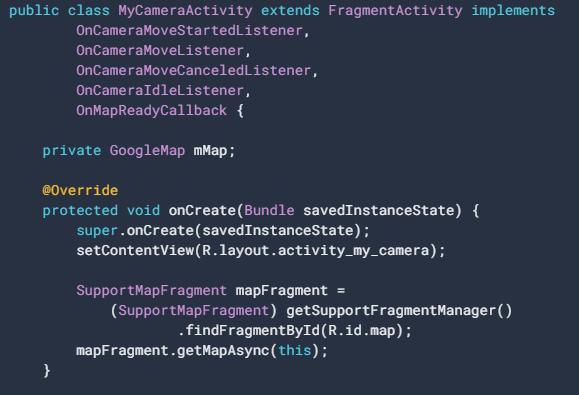 public class MyCameraActivity extends FragmentActivity implements
        OnCameraMoveStartedListener,
        OnCameraMoveListener,
        OnCameraMoveCanceledListener,
        OnCameraIdleListener,
        OnMapReadyCallback {

    private GoogleMap mMap;

    @Override
    protected void onCreate(Bundle savedInstanceState) {
        super.onCreate(savedInstanceState);
        setContentView(R.layout.activity_my_camera);

        SupportMapFragment mapFragment =
            (SupportMapFragment) getSupportFragmentManager()
                    .findFragmentById(R.id.map);
        mapFragment.getMapAsync(this);
    }